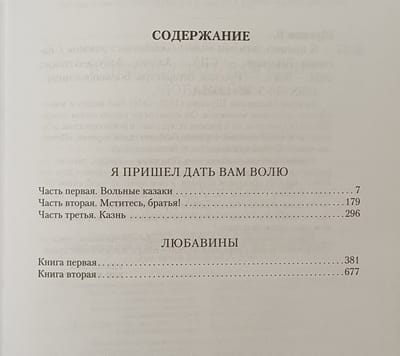 СОДЕРЖАНИЕ
Я ПРИШЕЛ ДАТЬ ВАМ ВОЛЮ
Часть первая. Вольные казаки 7
Часть вторая. Мститесь, братья! 179
Часть третья. Казнь 296
ЛЮБАВИНЫ
Книга первая 381
Книга вторая 677